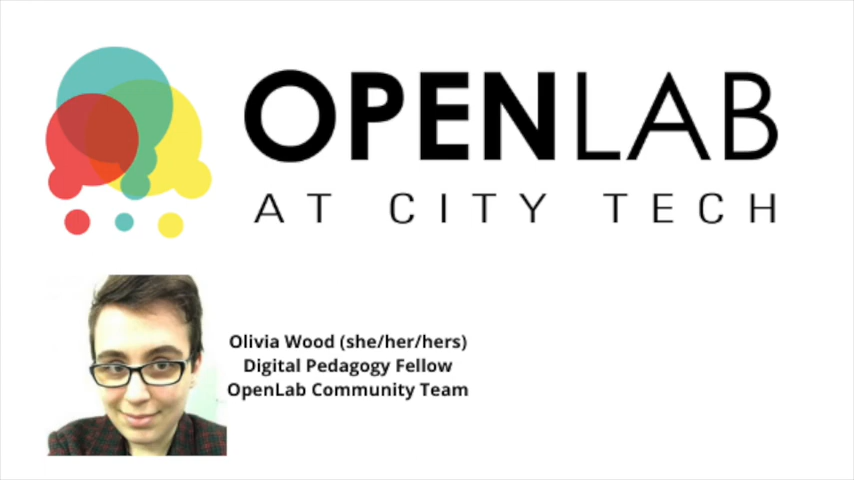 OPENLAB
AT CITY TECH
Olivia Wood (she/her/hers)
Digital Pedagogy Fellow
OpenLab Community Team